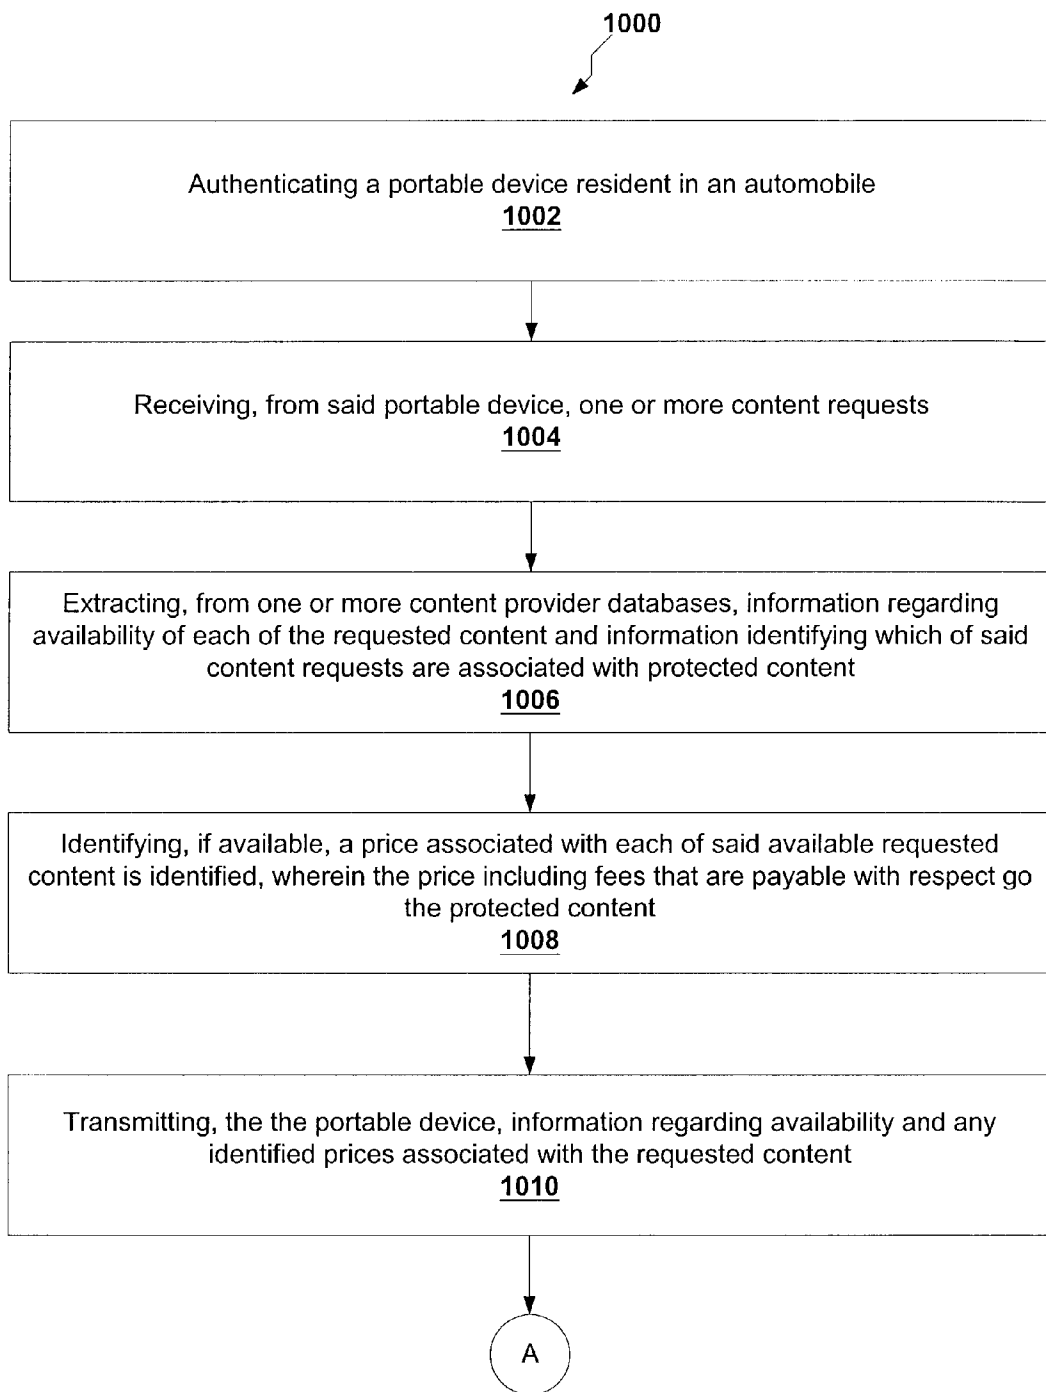 1000
Authenticating a portable device resident in an automobile
1002
Receiving, from said portable device, one or more content requests
1004
Extracting, from one or more content provider databases, information regarding
availability of each of the requested content and information identifying which of said
content requests are associated with protected content
1006
Identifying, if available, a price associated with each of said available requested
content is identified, wherein the price including fees that are payable with respect go
the protected content
1008
Transmitting, the the portable device, information regarding availability and any
identified prices associated with the requested content
1010
A